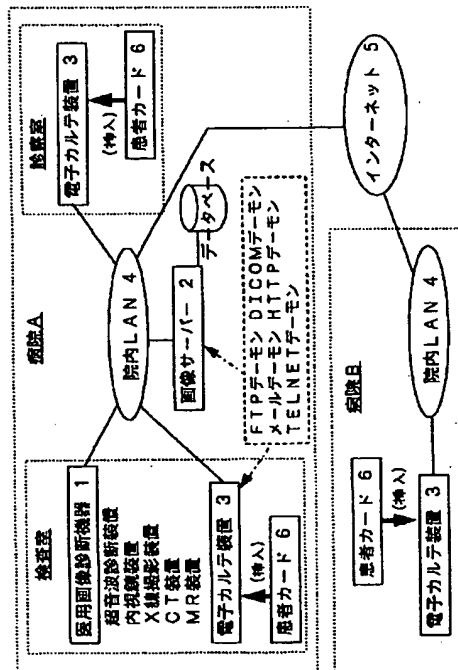 病院A
検査室
医用画像診断機器 1
超音波診断装置
内視鏡装置
X線撮影装置
CT装置
MR装置
電子カルテ装置 3
(挿入)
患者カード 6
院内LAN 4
画像サーバー 2
データベース
FTPデーモン DICOMデーモン
メールデーモン HTTPデーモン
TELNETデーモン
診察室
電子カルテ装置 3
(挿入)
患者カード 6
病院B
患者カード 6
(挿入)
電子カルテ装置 3
院内LAN 4
インターネット 5